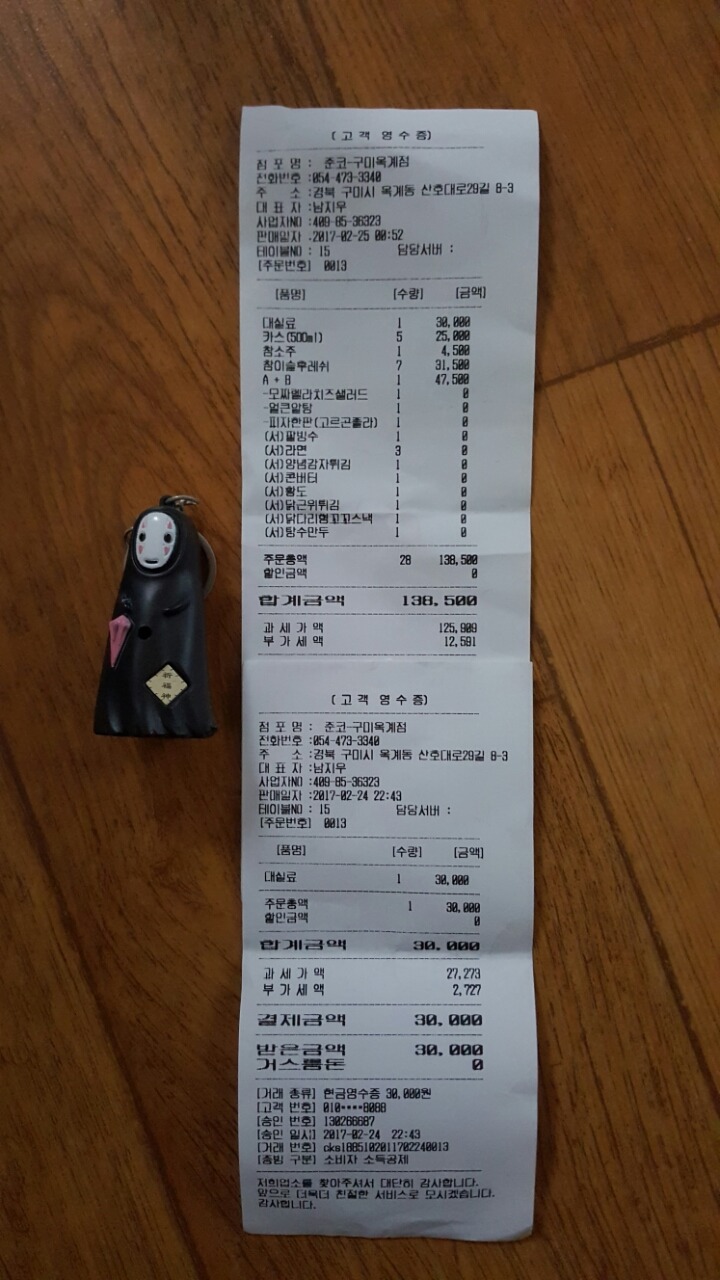 (고객 영수증)
점 포 명 : 준코-구미옥계점
전화번호 :054-473-3340
주 소 :경북 구미시 옥계동 산호대로29길 8-3
대 표 자 :남지우
사업자NO :409-85-36323
판매일자 :2017-02-25 00:52
테이블NO : 15 담당서버 :
[주문번호] 0013
[품명] [수량] [금액]
대실료 1 30,000
카스(500ml) 5 25,000
참소주 1 4,500
참이슬후레쉬 7 31,500
A + B 1 47,500
-모짜렐라치즈샐러드 1 0
-얼큰알탕 1 0
-피자한판(고르곤졸라) 1 0
(서)팥빙수 1 0
(서)라면 3 0
(서)양념감자튀김 1 0
(서)콘버터 1 0
(서)황도 1 0
(서)닭근위튀김 1 0
(서)닭다리형꼬꼬스낵 1 0
(서)탕수만두 1 0
주문총액 28 138,500
할인금액 0
합계금액 138,500
과 세 가 액 125,909
부 가 세 액 12,591
(고객 영수증)
점 포 명 : 준코-구미옥계점
전화번호 :054-473-3340
주 소 :경북 구미시 옥계동 산호대로29길 8-3
대 표 자 :남지우
사업자NO :409-85-36323
판매일자 :2017-02-24 22:43
테이블NO : 15 담당서버 :
[주문번호] 0013
[품명] [수량] [금액]
대실료 1 30,000
주문총액 1 30,000
할인금액 0
합계금액 30,000
과 세 가 액 27,273
부 가 세 액 2,727
결제금액 30,000
받은금액 30,000
거스름돈 0
[거래 종류] 현금영수증 30,000원
[고객 번호] 010****8088
[승인 번호] 130266687
[승인 일시] 2017-02-24 22:43
[거래 번호] cks1885102011702240013
[증빙 구분] 소비자 소득공제
저희업소를 찾아주셔서 대단히 감사합니다.
앞으로 더욱더 친절한 서비스로 모시겠습니다.
감사합니다.